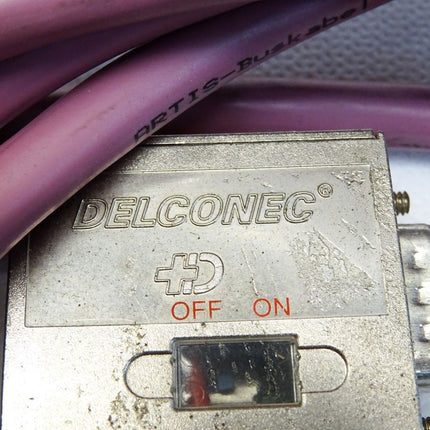 ARTIS-Buskabel
DELCONEC®
+D
OFF ON